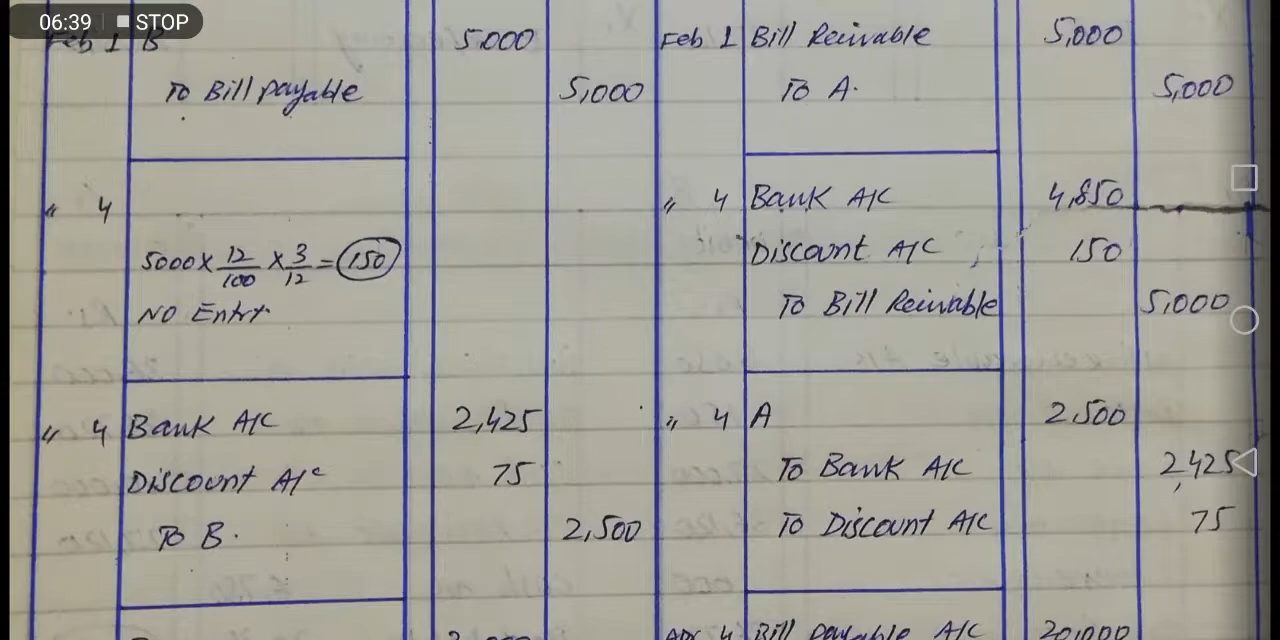 06:39 STOP
Feb 1 B 5,000 Feb 1 Bill Receivable 5,000
To Bill payable 5,000 To A. 5,000
" 4 " 4 Bank A/C 4,850
5000 × 12/100 × 3/12 = 150 Discount A/C 150
NO Entry. To Bill Receivable 5,000
" 4 Bank A/C 2,425 " 4 A 2,500
Discount A/C 75 To Bank A/C 2,425
To B. 2,500 To Discount A/C 75
4 Bill payable A/C 20,000